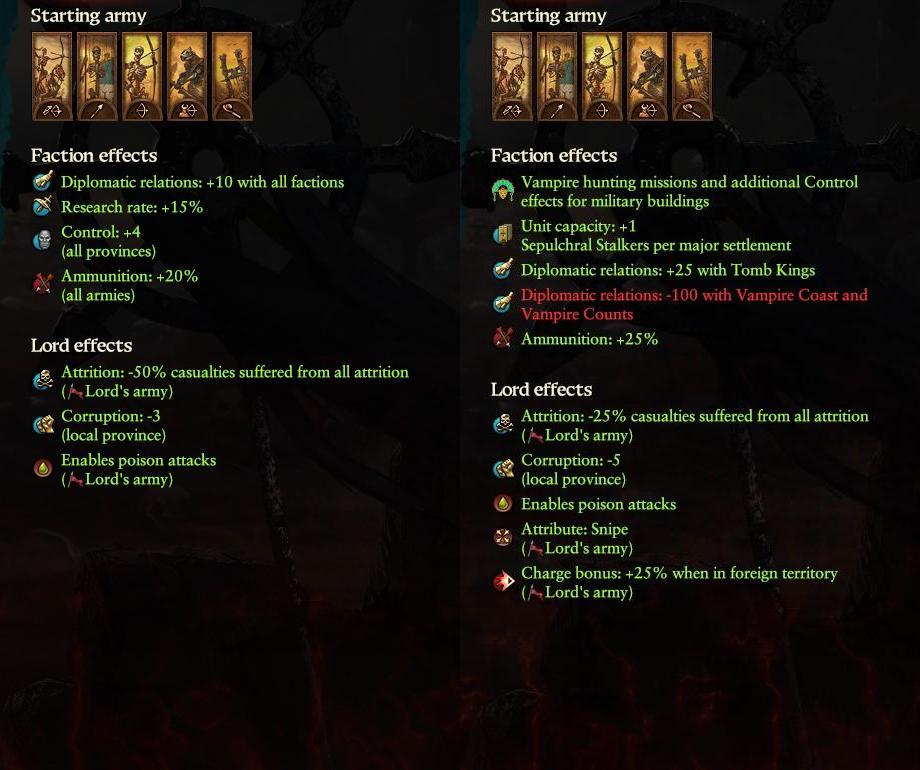 Starting army
Faction effects
Diplomatic relations: +10 with all factions
Research rate: +15%
Control: +4
(all provinces)
Ammunition: +20%
(all armies)
Lord effects
Attrition: -50% casualties suffered from all attrition
(Lord's army)
Corruption: -3
(local province)
Enables poison attacks
(Lord's army)
Starting army
Faction effects
Vampire hunting missions and additional Control
effects for military buildings
Unit capacity: +1
Sepulchral Stalkers per major settlement
Diplomatic relations: +25 with Tomb Kings
Diplomatic relations: -100 with Vampire Coast and
Vampire Counts
Ammunition: +25%
Lord effects
Attrition: -25% casualties suffered from all attrition
(Lord's army)
Corruption: -5
(local province)
Enables poison attacks
Attribute: Snipe
(Lord's army)
Charge bonus: +25% when in foreign territory
(Lord's army)